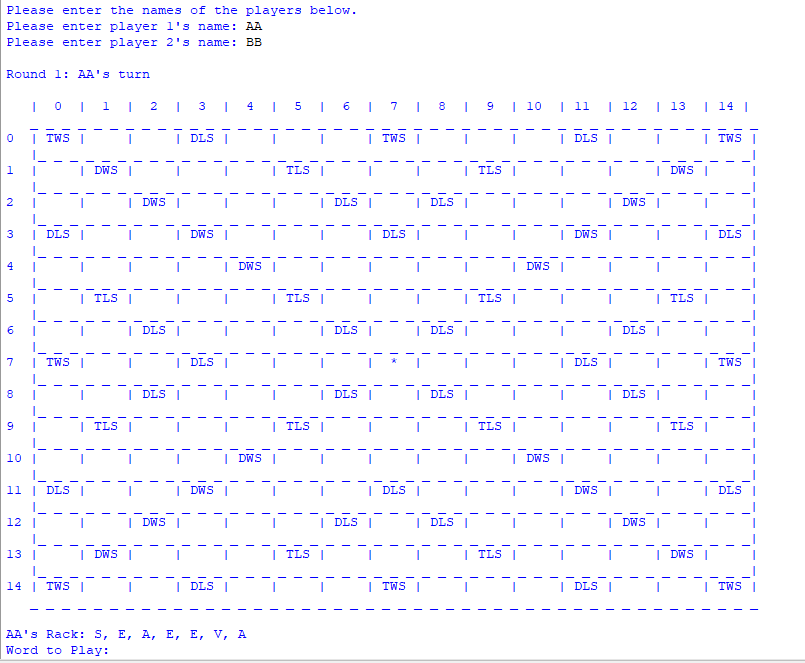 Please enter the names of the players below.
Please enter player 1's name: AA
Please enter player 2's name: BB
Round 1: AA's turn
| 0 | 1 | 2 | 3 | 4 | 5 | 6 | 7 | 8 | 9 | 10 | 11 | 12 | 13 | 14 |
0 | TWS | | | DLS | | | | TWS | | | | DLS | | | TWS |
1 | | DWS | | | | TLS | | | | TLS | | | | DWS | |
2 | | | DWS | | | | DLS | | DLS | | | | DWS | | |
3 | DLS | | | DWS | | | | DLS | | | | DWS | | | DLS |
4 | | | | | DWS | | | | | | DWS | | | | |
5 | | TLS | | | | TLS | | | | TLS | | | | TLS | |
6 | | | DLS | | | | DLS | | DLS | | | | DLS | | |
7 | TWS | | | DLS | | | | * | | | | DLS | | | TWS |
8 | | | DLS | | | | DLS | | DLS | | | | DLS | | |
9 | | TLS | | | | TLS | | | | TLS | | | | TLS | |
10 | | | | | DWS | | | | | | DWS | | | | |
11 | DLS | | | DWS | | | | DLS | | | | DWS | | | DLS |
12 | | | DWS | | | | DLS | | DLS | | | | DWS | | |
13 | | DWS | | | | TLS | | | | TLS | | | | DWS | |
14 | TWS | | | DLS | | | | TWS | | | | DLS | | | TWS |
AA's Rack: S, E, A, E, E, V, A
Word to Play: